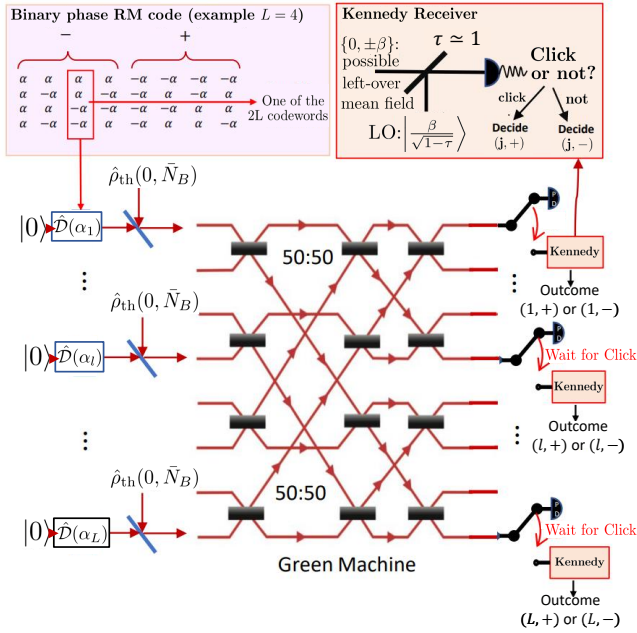 Binary phase RM code (example L = 4)
− +
α α α α −α −α −α −α
α −α α −α −α α −α α
α α −α −α −α −α α α
α −α −α α −α α α −α
One of the
2L codewords
Kennedy Receiver
{0, ±β}:
possible
left-over
mean field
τ ≃ 1
LO: |β/√(1−τ)⟩
Click
or not?
click
not
Decide
(j, +)
Decide
(j, −)
ρ̂th(0, N̄B)
|0⟩ D̂(α1)
⋮
ρ̂th(0, N̄B)
|0⟩ D̂(αl)
⋮
ρ̂th(0, N̄B)
|0⟩ D̂(αL)
50:50
50:50
Green Machine
PD
Kennedy
Outcome
(1, +) or (1, −)
⋮
PD
Wait for Click
Kennedy
Outcome
(l, +) or (l, −)
⋮
PD
Wait for Click
Kennedy
Outcome
(L, +) or (L, −)